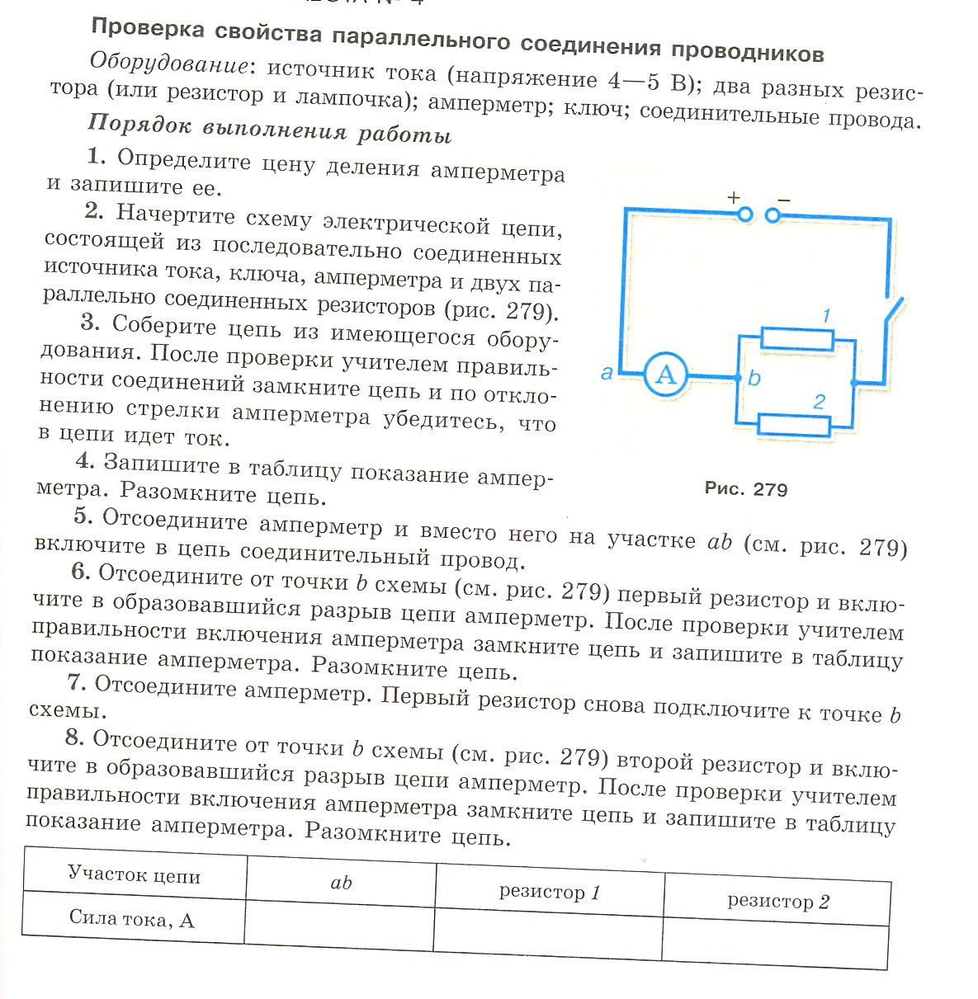 Проверка свойства параллельного соединения проводников
Оборудование: источник тока (напряжение 4—5 В); два разных резис-
тора (или резистор и лампочка); амперметр; ключ; соединительные провода.
Порядок выполнения работы
1. Определите цену деления амперметра
и запишите ее.
2. Начертите схему электрической цепи,
состоящей из последовательно соединенных
источника тока, ключа, амперметра и двух па-
раллельно соединенных резисторов (рис. 279).
3. Соберите цепь из имеющегося обору-
дования. После проверки учителем правиль-
ности соединений замкните цепь и по откло-
нению стрелки амперметра убедитесь, что
в цепи идет ток.
4. Запишите в таблицу показание ампер-
метра. Разомкните цепь.
+ −
1
a A b
2
Рис. 279
5. Отсоедините амперметр и вместо него на участке ab (см. рис. 279)
включите в цепь соединительный провод.
6. Отсоедините от точки b схемы (см. рис. 279) первый резистор и вклю-
чите в образовавшийся разрыв цепи амперметр. После проверки учителем
правильности включения амперметра замкните цепь и запишите в таблицу
показание амперметра. Разомкните цепь.
7. Отсоедините амперметр. Первый резистор снова подключите к точке b
схемы.
8. Отсоедините от точки b схемы (см. рис. 279) второй резистор и вклю-
чите в образовавшийся разрыв цепи амперметр. После проверки учителем
правильности включения амперметра замкните цепь и запишите в таблицу
показание амперметра. Разомкните цепь.
Участок цепи ab резистор 1 резистор 2
Сила тока, А